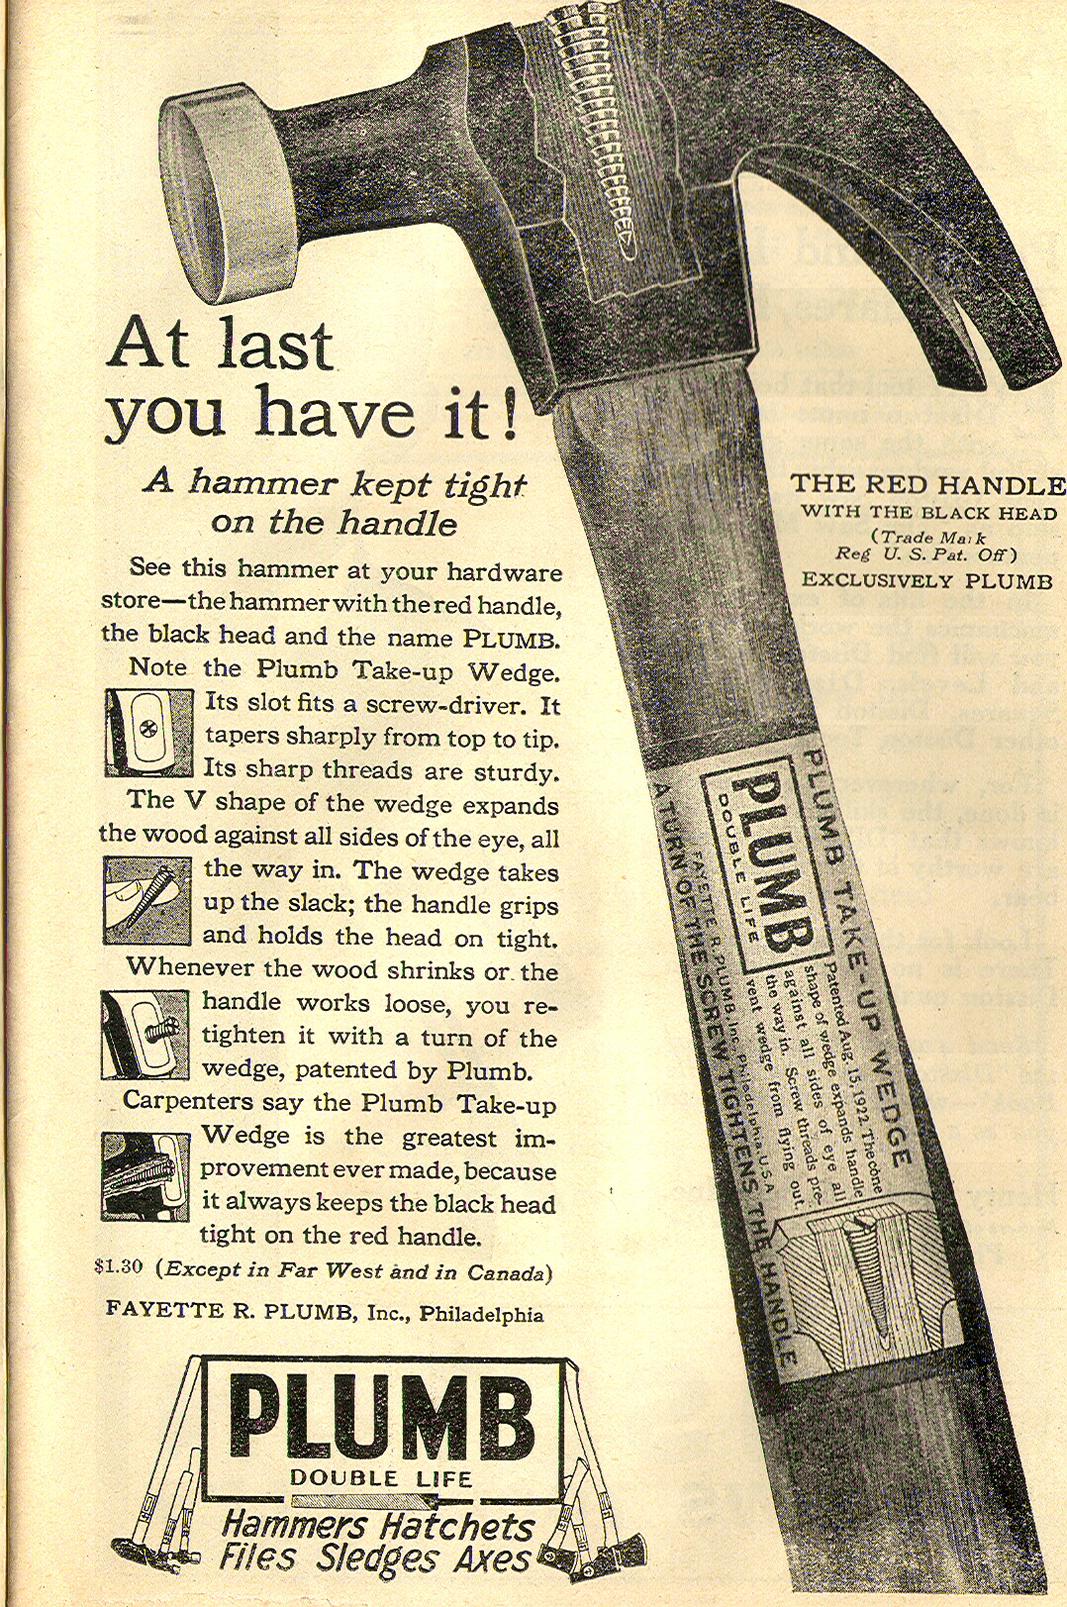 At last
you have it!
A hammer kept tight
on the handle
See this hammer at your hardware
store—the hammer with the red handle,
the black head and the name PLUMB.
Note the Plumb Take-up Wedge.
Its slot fits a screw-driver. It
tapers sharply from top to tip.
Its sharp threads are sturdy.
The V shape of the wedge expands
the wood against all sides of the eye, all
the way in. The wedge takes
up the slack; the handle grips
and holds the head on tight.
Whenever the wood shrinks or the
handle works loose, you re-
tighten it with a turn of the
wedge, patented by Plumb.
Carpenters say the Plumb Take-up
Wedge is the greatest im-
provement ever made, because
it always keeps the black head
tight on the red handle.
$1.30 (Except in Far West and in Canada)
FAYETTE R. PLUMB, Inc., Philadelphia
PLUMB
DOUBLE LIFE
Hammers Hatchets
Files Sledges Axes
THE RED HANDLE
WITH THE BLACK HEAD
(Trade Mark
Reg U. S. Pat. Off)
EXCLUSIVELY PLUMB
PLUMB TAKE-UP WEDGE
Patented Aug. 15, 1922. The cone
shape of wedge expands handle
against all sides of eye all
the way in. Screw threads pre-
vent wedge from flying out.
PLUMB
DOUBLE LIFE
FAYETTE R. PLUMB, Inc. Philadelphia, U.S.A
A TURN OF THE SCREW TIGHTENS THE HANDLE